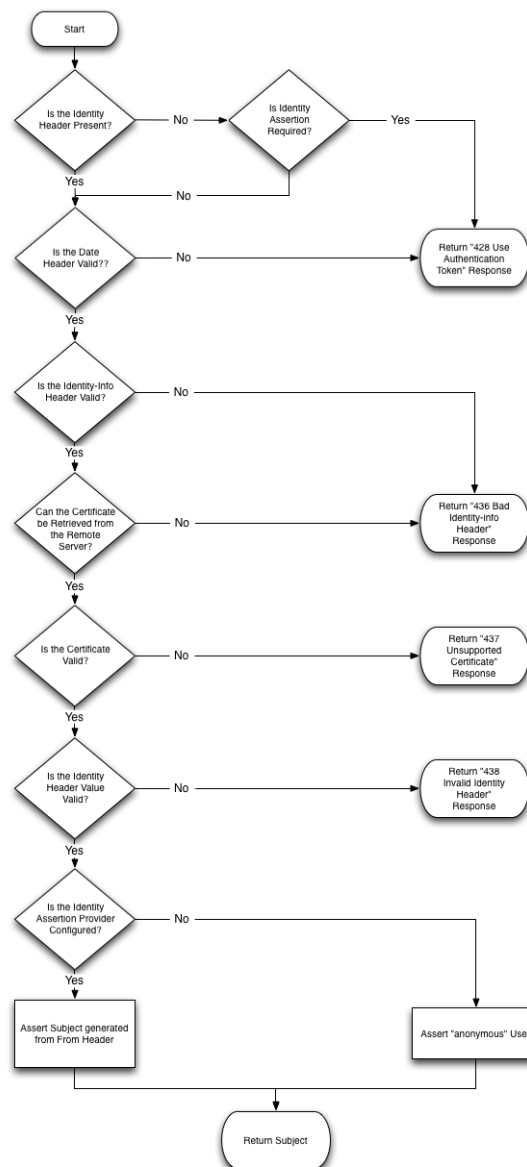 Start
Is the Identity
Header Present?
No
Is Identity
Assertion
Required?
Yes
Yes
No
Is the Date
Header Valid??
No
Return "428 Use
Authentication
Token" Response
Yes
Is the Identity-Info
Header Valid?
No
Yes
Can the Certificate
be Retrieved from
the Remote
Server?
No
Return "436 Bad
Identity-info
Header"
Response
Yes
Is the Certificate
Valid?
No
Return "437
Unsupported
Certificate"
Response
Yes
Is the Identity
Header Value
Valid?
No
Return "438
Invalid Identity
Header"
Response
Yes
Is the Identity
Assertion Provider
Configured?
No
Yes
Assert Subject generated
from From Header
Assert "anonymous" Use
Return Subject